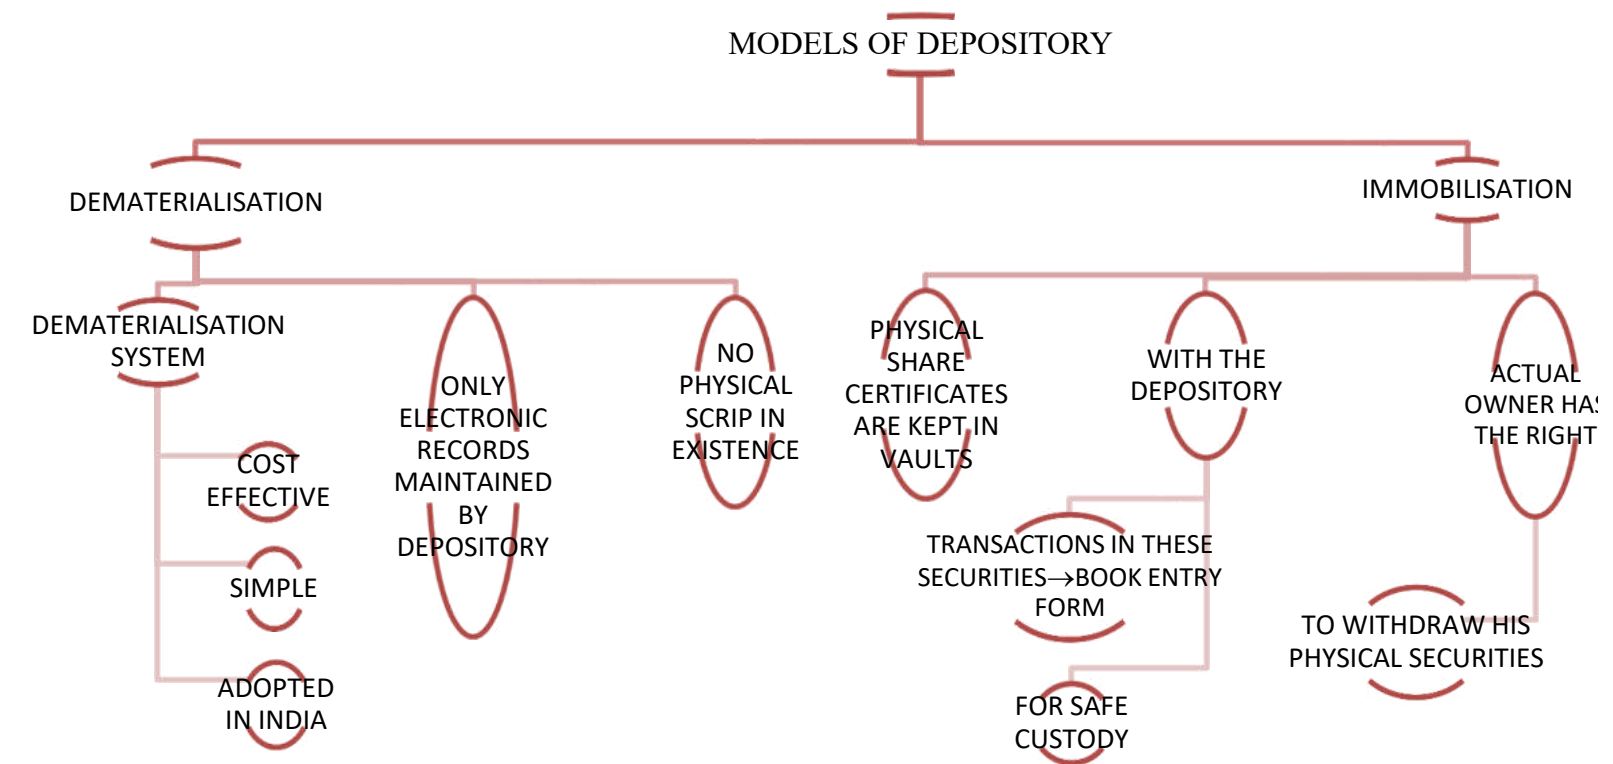 MODELS OF DEPOSITORY
DEMATERIALISATION
IMMOBILISATION
DEMATERIALISATION
SYSTEM
COST
EFFECTIVE
SIMPLE
ADOPTED
IN INDIA
ONLY
ELECTRONIC
RECORDS
MAINTAINED
BY
DEPOSITORY
NO
PHYSICAL
SCRIP IN
EXISTENCE
PHYSICAL
SHARE
CERTIFICATES
ARE KEPT IN
VAULTS
WITH THE
DEPOSITORY
TRANSACTIONS IN THESE
SECURITIES→BOOK ENTRY
FORM
FOR SAFE
CUSTODY
ACTUAL
OWNER HAS
THE RIGHT
TO WITHDRAW HIS
PHYSICAL SECURITIES